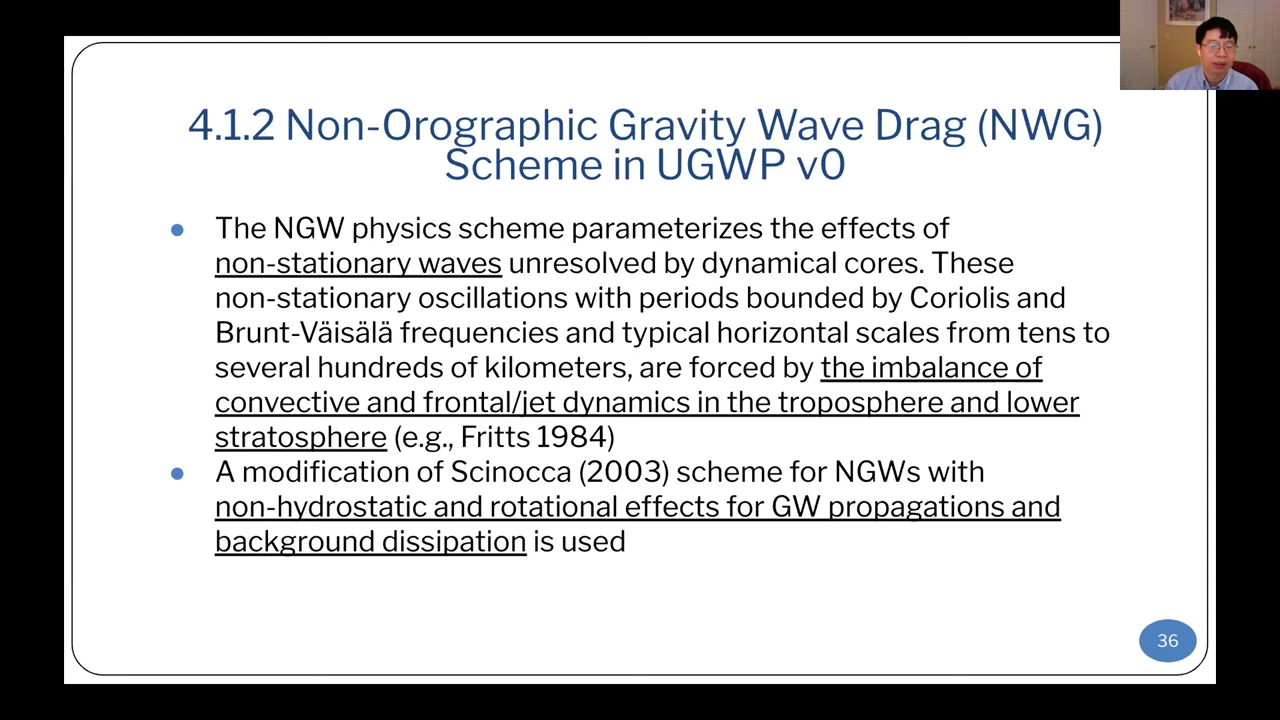 4.1.2 Non-Orographic Gravity Wave Drag (NWG)
Scheme in UGWP v0
● The NGW physics scheme parameterizes the effects of
non-stationary waves unresolved by dynamical cores. These
non-stationary oscillations with periods bounded by Coriolis and
Brunt-Väisälä frequencies and typical horizontal scales from tens to
several hundreds of kilometers, are forced by the imbalance of
convective and frontal/jet dynamics in the troposphere and lower
stratosphere (e.g., Fritts 1984)
● A modification of Scinocca (2003) scheme for NGWs with
non-hydrostatic and rotational effects for GW propagations and
background dissipation is used
36